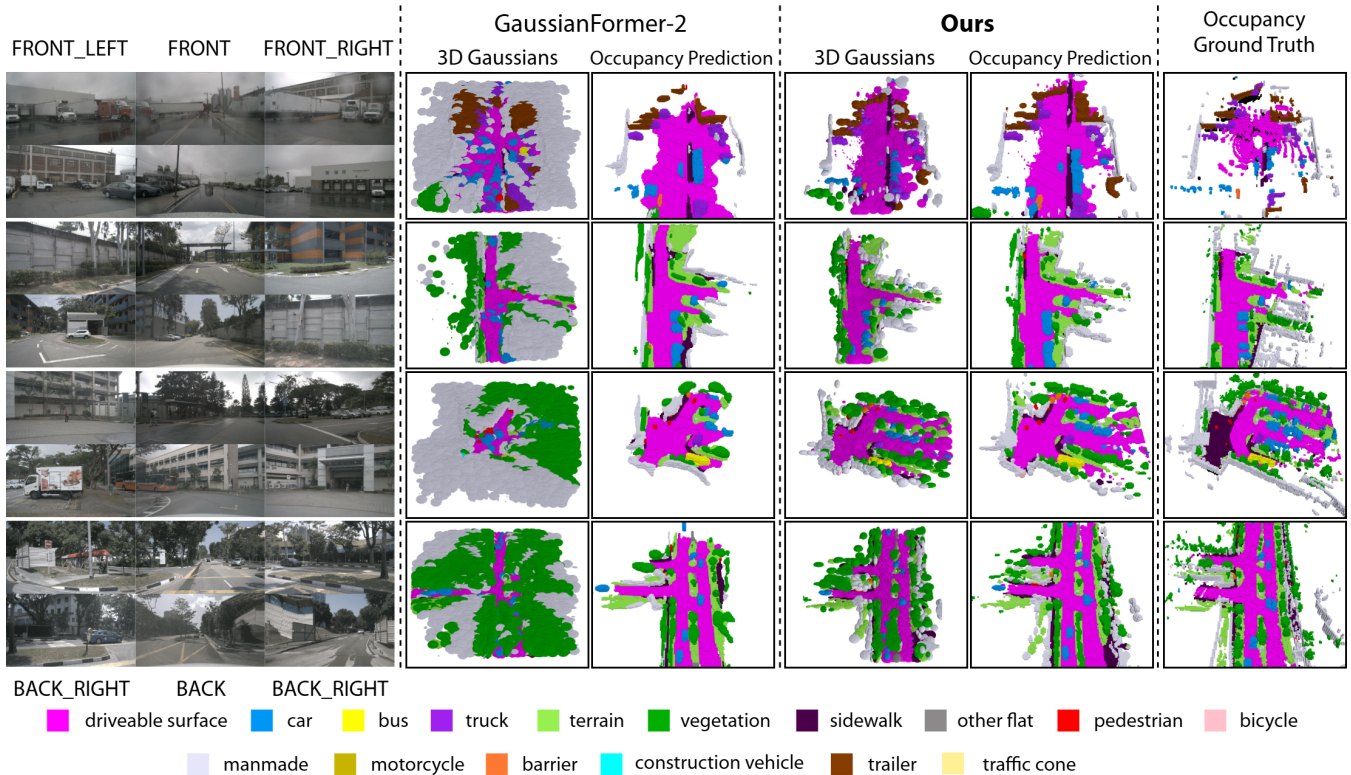 GaussianFormer-2
Ours
Occupancy
Ground Truth
FRONT_LEFT
FRONT
FRONT_RIGHT
3D Gaussians
Occupancy Prediction
3D Gaussians
Occupancy Prediction
BACK_RIGHT
BACK
BACK_RIGHT
driveable surface
car
bus
truck
terrain
vegetation
sidewalk
other flat
pedestrian
bicycle
manmade
motorcycle
barrier
construction vehicle
trailer
traffic cone